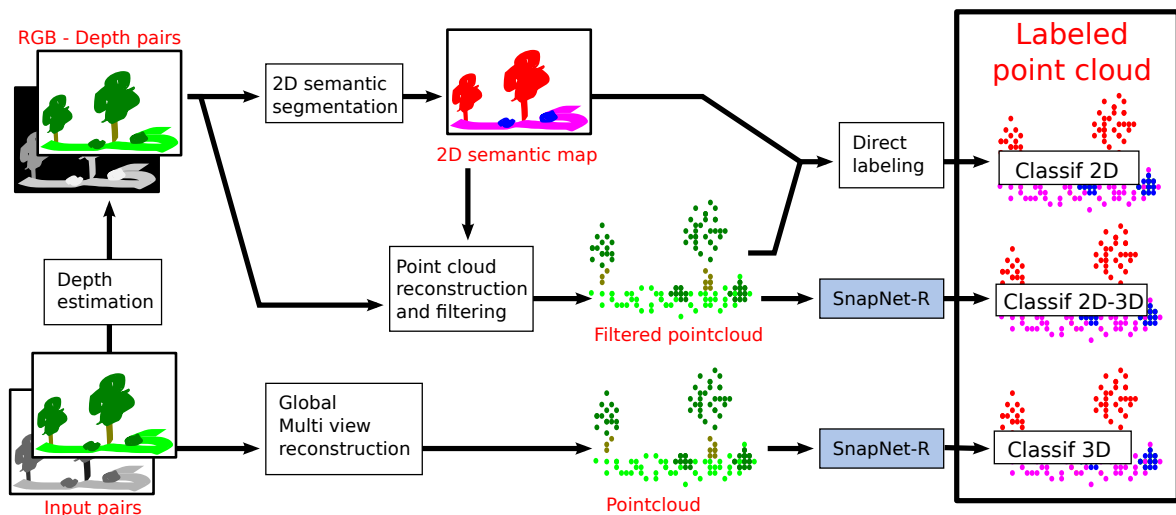 RGB - Depth pairs
2D semantic
segmentation
2D semantic map
Labeled
point cloud
Direct
labeling
Classif 2D
Depth
estimation
Point cloud
reconstruction
and filtering
Filtered pointcloud
SnapNet-R
Classif 2D-3D
Input pairs
Global
Multi view
reconstruction
Pointcloud
SnapNet-R
Classif 3D